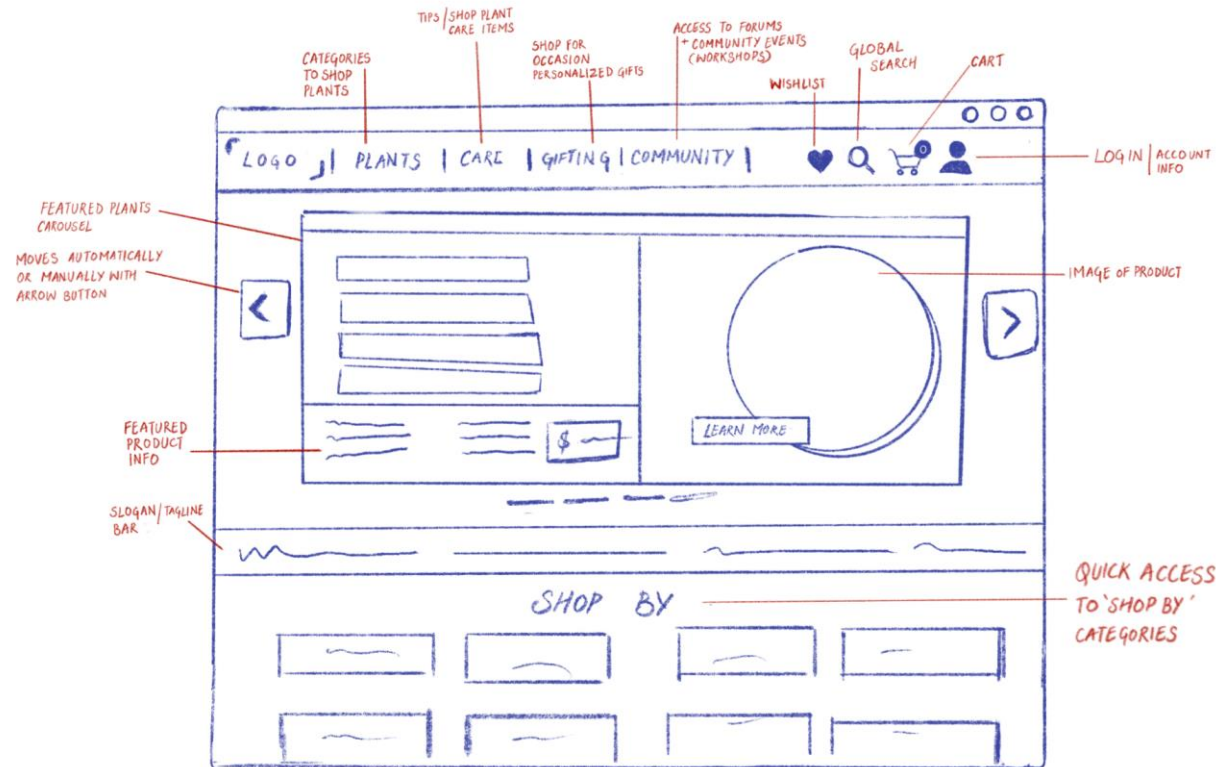 TIPS/SHOP PLANT
CARE ITEMS
CATEGORIES
TO SHOP
PLANTS
SHOP FOR
OCCASION
PERSONALIZED GIFTS
ACCESS TO FORUMS
+ COMMUNITY EVENTS
(WORKSHOPS)
WISHLIST
GLOBAL
SEARCH
CART
LOGO | PLANTS | CARE | GIFTING | COMMUNITY |
0
LOGIN/ACCOUNT
INFO
FEATURED PLANTS
CAROUSEL
MOVES AUTOMATICALLY
OR MANUALLY WITH
ARROW BUTTON
<
>
IMAGE OF PRODUCT
FEATURED
PRODUCT
INFO
$
LEARN MORE
SLOGAN/TAGLINE
BAR
SHOP BY
QUICK ACCESS
TO 'SHOP BY'
CATEGORIES